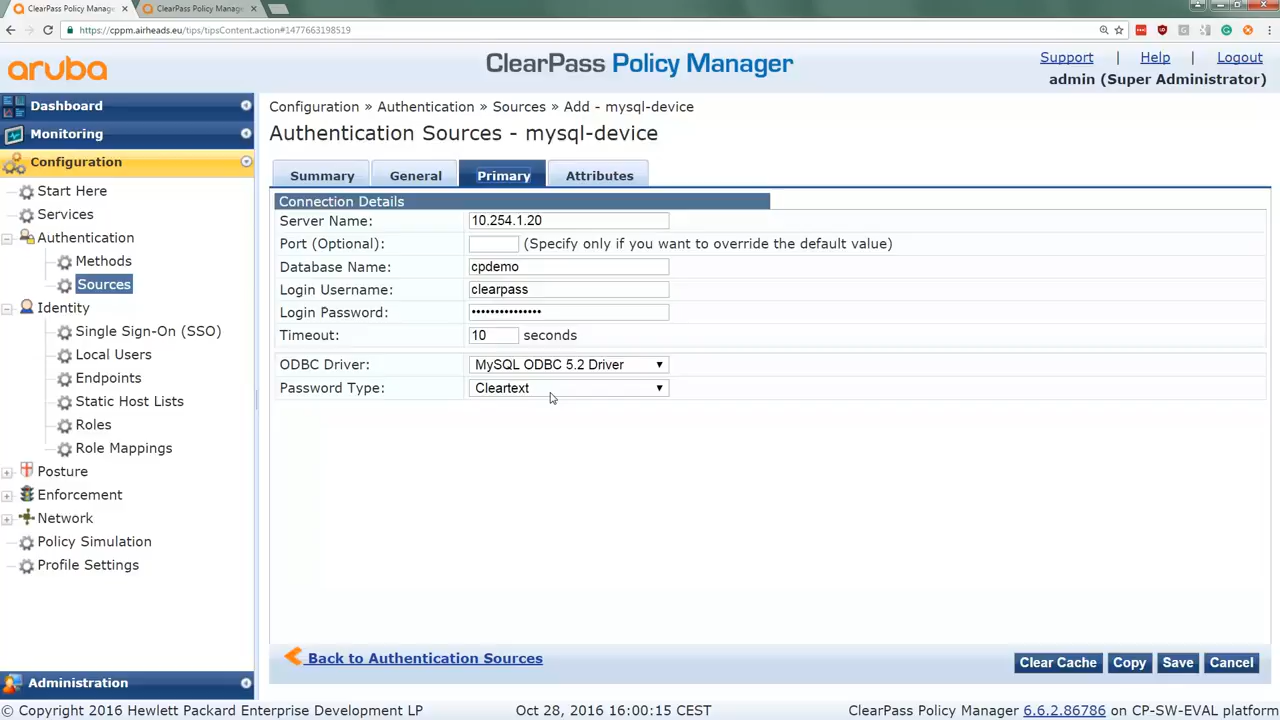 ClearPass Policy Manage
ClearPass Policy Manage
https://cppm.airheads.eu/tips/tipsContent.action#1477663198519
aruba
ClearPass Policy Manager
Support | Help | Logout
admin (Super Administrator)
Dashboard
Monitoring
Configuration
Start Here
Services
Authentication
Methods
Sources
Identity
Single Sign-On (SSO)
Local Users
Endpoints
Static Host Lists
Roles
Role Mappings
Posture
Enforcement
Network
Policy Simulation
Profile Settings
Administration
Configuration » Authentication » Sources » Add - mysql-device
Authentication Sources - mysql-device
Summary General Primary Attributes
Connection Details
Server Name: 10.254.1.20
Port (Optional): (Specify only if you want to override the default value)
Database Name: cpdemo
Login Username: clearpass
Login Password: •••••••••••••••
Timeout: 10 seconds
ODBC Driver: MySQL ODBC 5.2 Driver
Password Type: Cleartext
Back to Authentication Sources
Clear Cache Copy Save Cancel
© Copyright 2016 Hewlett Packard Enterprise Development LP
Oct 28, 2016 16:00:15 CEST
ClearPass Policy Manager 6.6.2.86786 on CP-SW-EVAL platform